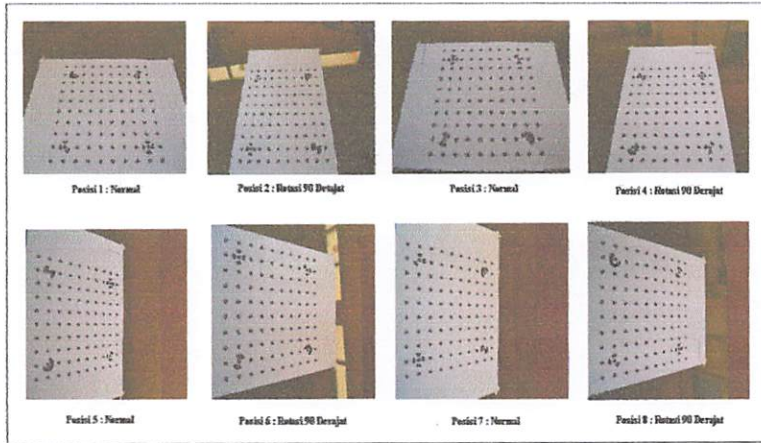 Posisi 1 : Normal
Posisi 2 : Rotasi 90 Derajat
Posisi 3 : Normal
Posisi 4 : Rotasi 90 Derajat
Posisi 5 : Normal
Posisi 6 : Rotasi 90 Derajat
Posisi 7 : Normal
Posisi 8 : Rotasi 90 Derajat